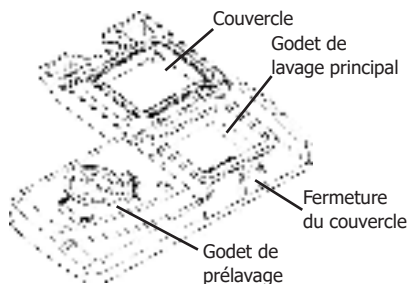 Couvercle
Godet de
lavage principal
Fermeture
du couvercle
Godet de
prélavage